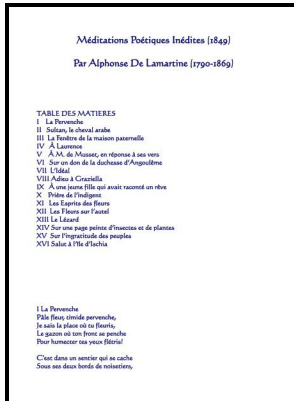 Méditations Poétiques Inédites (1849)
Par Alphonse De Lamartine (1790-1869)
TABLE DES MATIERES
I La Pervenche
II Sultan, le cheval arabe
III La Fenêtre de la maison paternelle
IV À Laurence
V À M. de Musset, en réponse à ses vers
VI Sur un don de la duchesse d'Angoulême
VII L'Idéal
VIII Adieu à Graziella
IX À une jeune fille qui avait raconté un rêve
X Prière de l'indigent
XI Les Esprits des fleurs
XII Les Fleurs sur l'autel
XIII Le Lézard
XIV Sur une page peinte d'insectes et de plantes
XV Sur l'ingratitude des peuples
XVI Salut à l'île d'Ischia
I La Pervenche
Pâle fleur, timide pervenche,
Je sais la place où tu fleuris,
Le gazon où ton front se penche
Pour humecter tes yeux flétris!
C'est dans un sentier qui se cache
Sous ses deux bords de noisetiers,